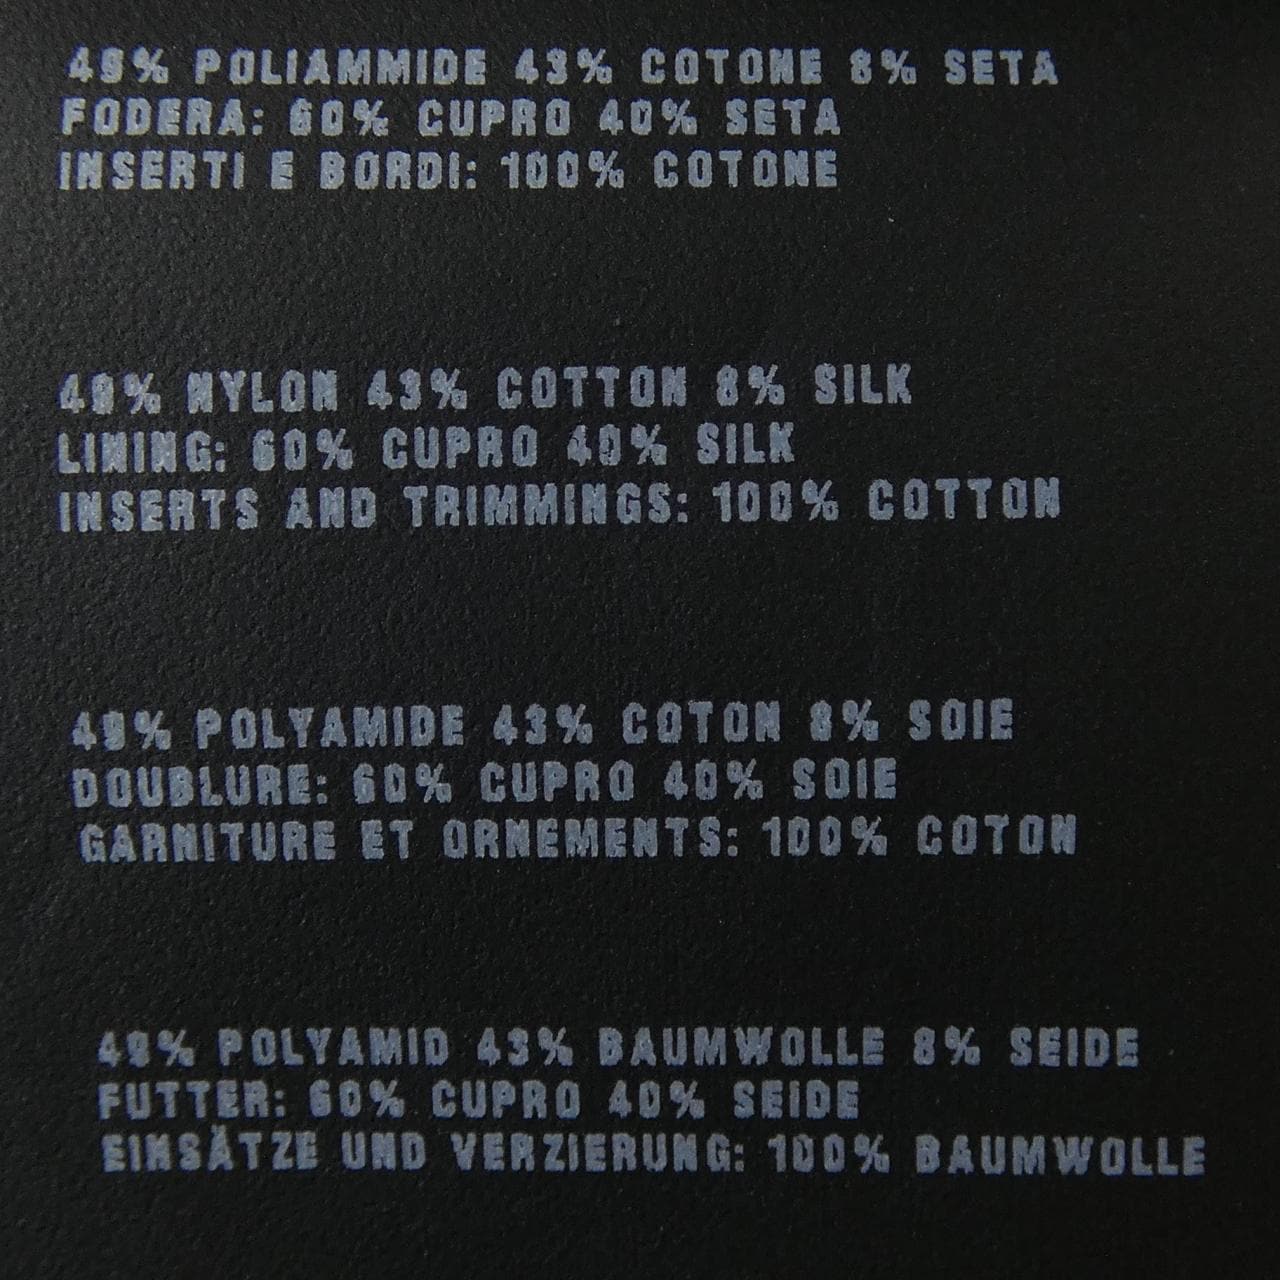 49% POLIAMMIDE 43% COTONE 8% SETA
FODERA: 60% CUPRO 40% SETA
INSERTI E BORDI: 100% COTONE
49% NYLON 43% COTTON 8% SILK
LINING: 60% CUPRO 40% SILK
INSERTS AND TRIMMINGS: 100% COTTON
49% POLYAMIDE 43% COTON 8% SOIE
DOUBLURE: 60% CUPRO 40% SOIE
GARNITURE ET ORNEMENTS: 100% COTON
49% POLYAMID 43% BAUMWOLLE 8% SEIDE
FUTTER: 60% CUPRO 40% SEIDE
EINSÄTZE UND VERZIERUNG: 100% BAUMWOLLE